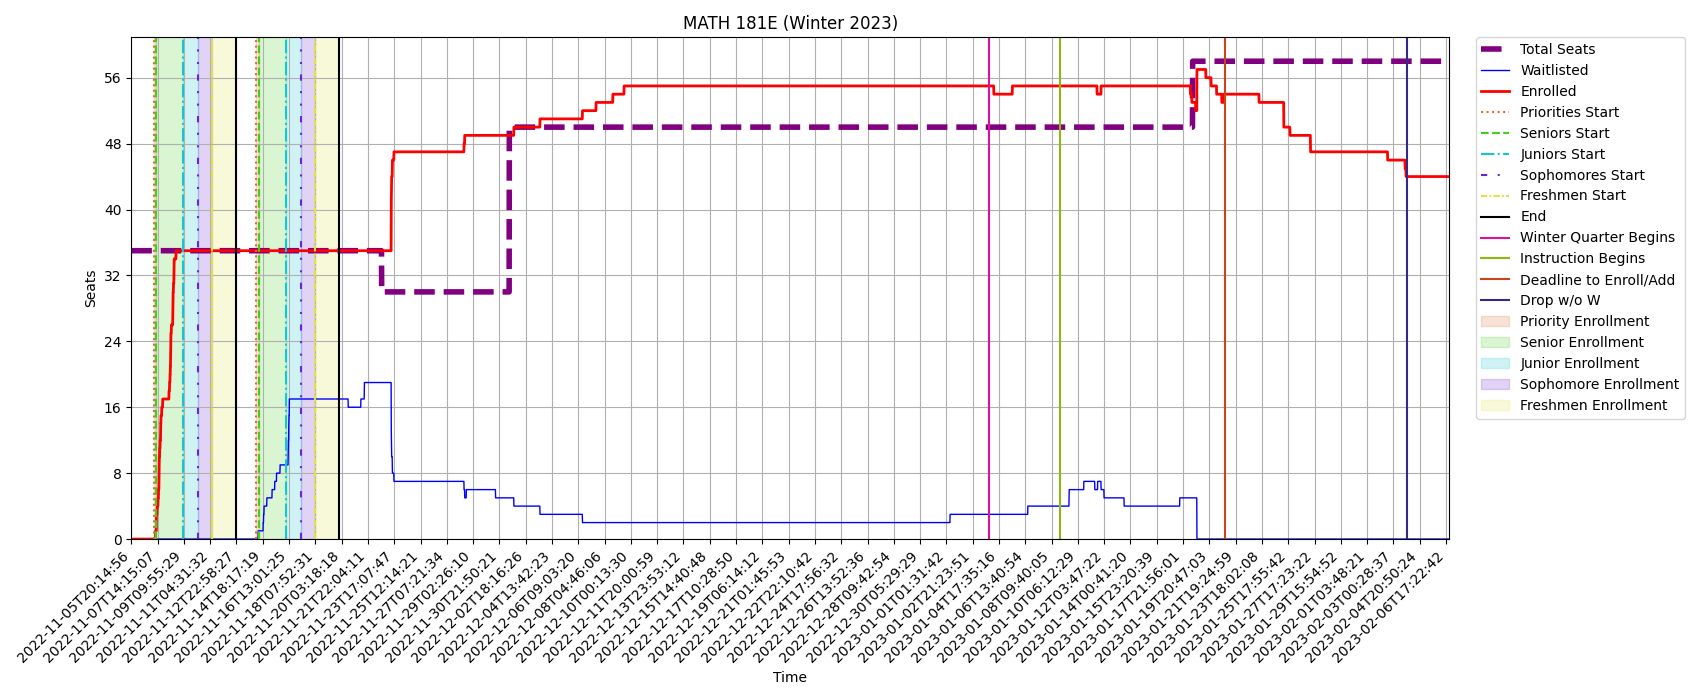 MATH 181E (Winter 2023)
Seats
56
48
40
32
24
16
8
0
2022-11-05T20:14:56
2022-11-07T14:15:07
2022-11-09T09:55:29
2022-11-11T04:31:32
2022-11-12T22:58:27
2022-11-14T18:17:19
2022-11-16T13:01:25
2022-11-18T07:52:31
2022-11-20T03:18:18
2022-11-21T22:04:11
2022-11-23T17:07:47
2022-11-25T12:14:21
2022-11-27T07:21:34
2022-11-29T02:26:10
2022-11-30T21:50:21
2022-12-02T18:16:26
2022-12-04T13:42:23
2022-12-06T09:03:20
2022-12-08T04:46:06
2022-12-10T00:13:30
2022-12-11T20:00:59
2022-12-13T23:53:12
2022-12-15T14:40:48
2022-12-17T10:28:50
2022-12-19T06:14:12
2022-12-21T01:45:53
2022-12-22T22:10:42
2022-12-24T17:56:32
2022-12-26T13:52:36
2022-12-28T09:42:54
2022-12-30T05:29:29
2023-01-01T01:31:42
2023-01-02T21:23:51
2023-01-04T17:35:16
2023-01-06T13:40:54
2023-01-08T09:40:05
2023-01-10T06:12:29
2023-01-12T03:47:22
2023-01-14T00:41:20
2023-01-15T23:20:39
2023-01-17T21:56:01
2023-01-19T20:47:03
2023-01-21T19:24:59
2023-01-23T18:02:08
2023-01-25T17:55:42
2023-01-27T17:23:22
2023-01-29T15:54:52
2023-02-01T03:48:21
2023-02-03T00:28:37
2023-02-04T20:50:24
2023-02-06T17:22:42
Time
Total Seats
Waitlisted
Enrolled
Priorities Start
Seniors Start
Juniors Start
Sophomores Start
Freshmen Start
End
Winter Quarter Begins
Instruction Begins
Deadline to Enroll/Add
Drop w/o W
Priority Enrollment
Senior Enrollment
Junior Enrollment
Sophomore Enrollment
Freshmen Enrollment